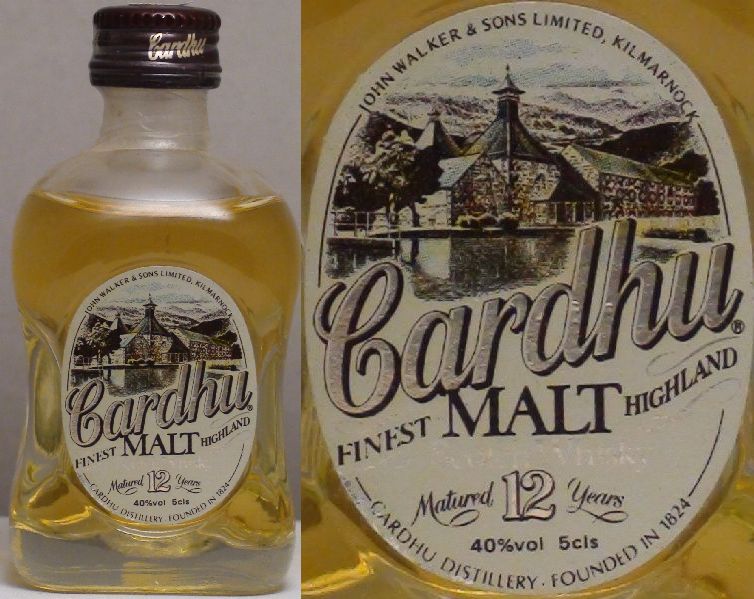 Cardhu
JOHN WALKER & SONS LIMITED, KILMARNOCK
Cardhu®
FINEST MALT HIGHLAND
Matured 12 Years
40%vol 5cls
CARDHU DISTILLERY · FOUNDED IN 1824
JOHN WALKER & SONS LIMITED, KILMARNOCK
Cardhu®
FINEST MALT HIGHLAND
Whisky
Matured 12 Years
40%vol 5cls
CARDHU DISTILLERY · FOUNDED IN 1824